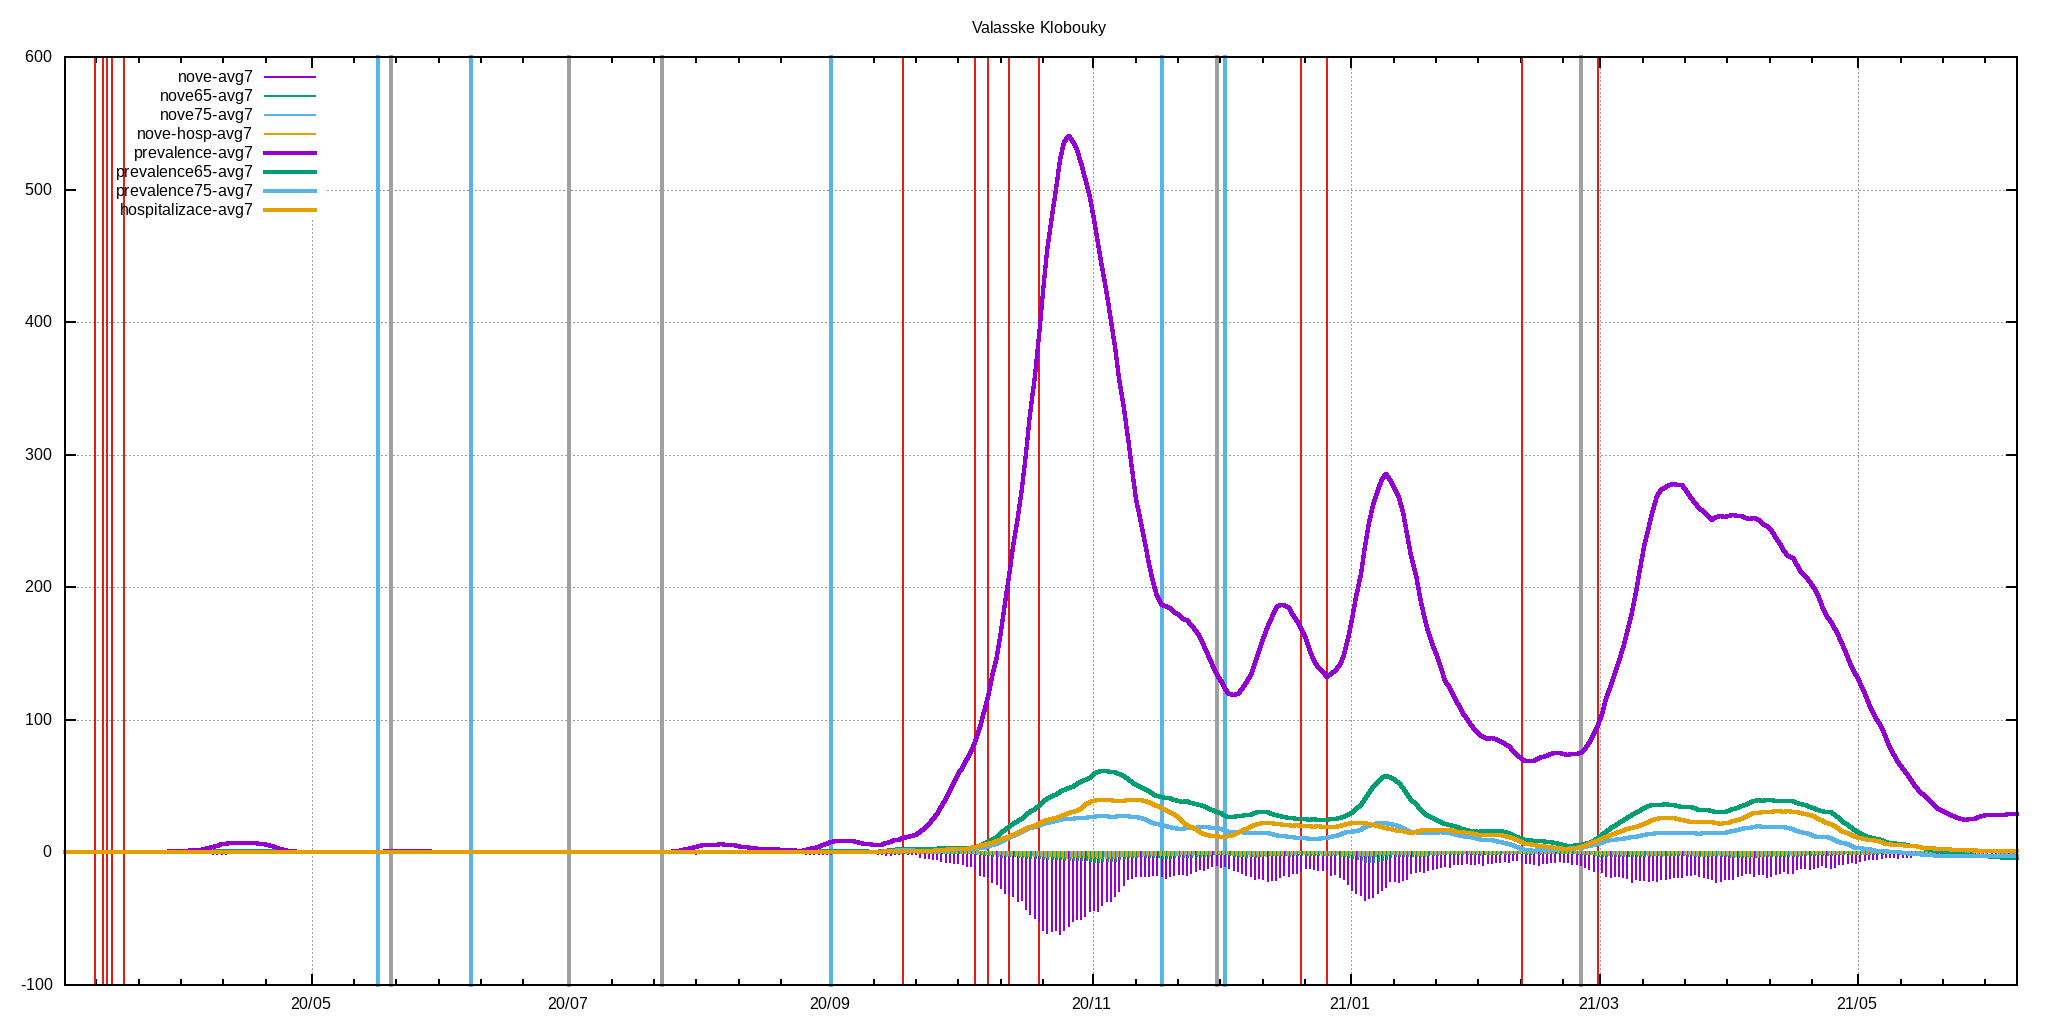 Valasske Klobouky
600
500
400
300
200
100
0
-100
nove-avg7
nove65-avg7
nove75-avg7
nove-hosp-avg7
prevalence-avg7
prevalence65-avg7
prevalence75-avg7
hospitalizace-avg7
20/05 20/07 20/09 20/11 21/01 21/03 21/05